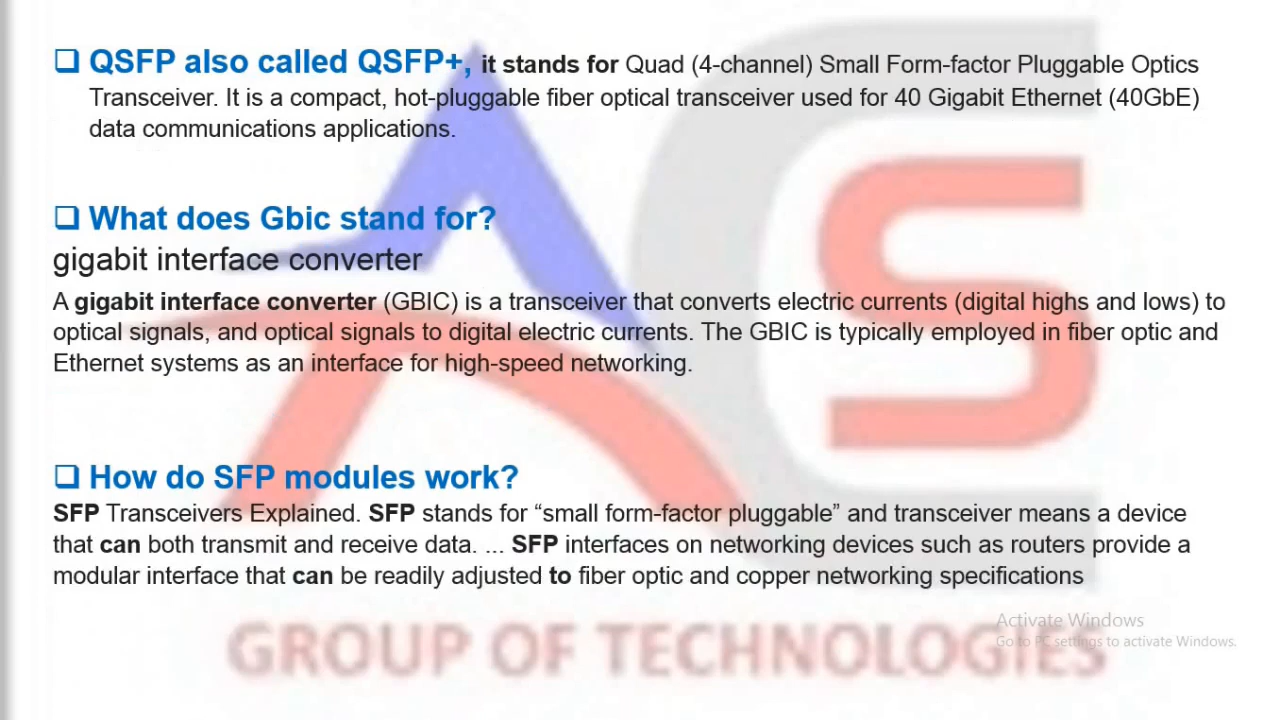 ❑ QSFP also called QSFP+, it stands for Quad (4-channel) Small Form-factor Pluggable Optics
Transceiver. It is a compact, hot-pluggable fiber optical transceiver used for 40 Gigabit Ethernet (40GbE)
data communications applications.
❑ What does Gbic stand for?
gigabit interface converter
A gigabit interface converter (GBIC) is a transceiver that converts electric currents (digital highs and lows) to
optical signals, and optical signals to digital electric currents. The GBIC is typically employed in fiber optic and
Ethernet systems as an interface for high-speed networking.
❑ How do SFP modules work?
SFP Transceivers Explained. SFP stands for “small form-factor pluggable” and transceiver means a device
that can both transmit and receive data. ... SFP interfaces on networking devices such as routers provide a
modular interface that can be readily adjusted to fiber optic and copper networking specifications
ACS
GROUP OF TECHNOLOGIES
Activate Windows
Go to PC settings to activate Windows.